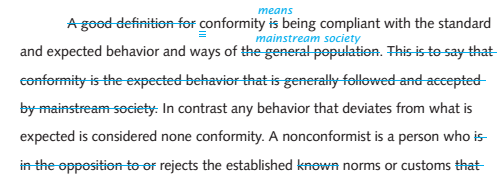 means
A good definition for conformity is being compliant with the standard
mainstream society
and expected behavior and ways of the general population. This is to say that
conformity is the expected behavior that is generally followed and accepted
by mainstream society. In contrast any behavior that deviates from what is
expected is considered none conformity. A nonconformist is a person who is
in the opposition to or rejects the established known norms or customs that